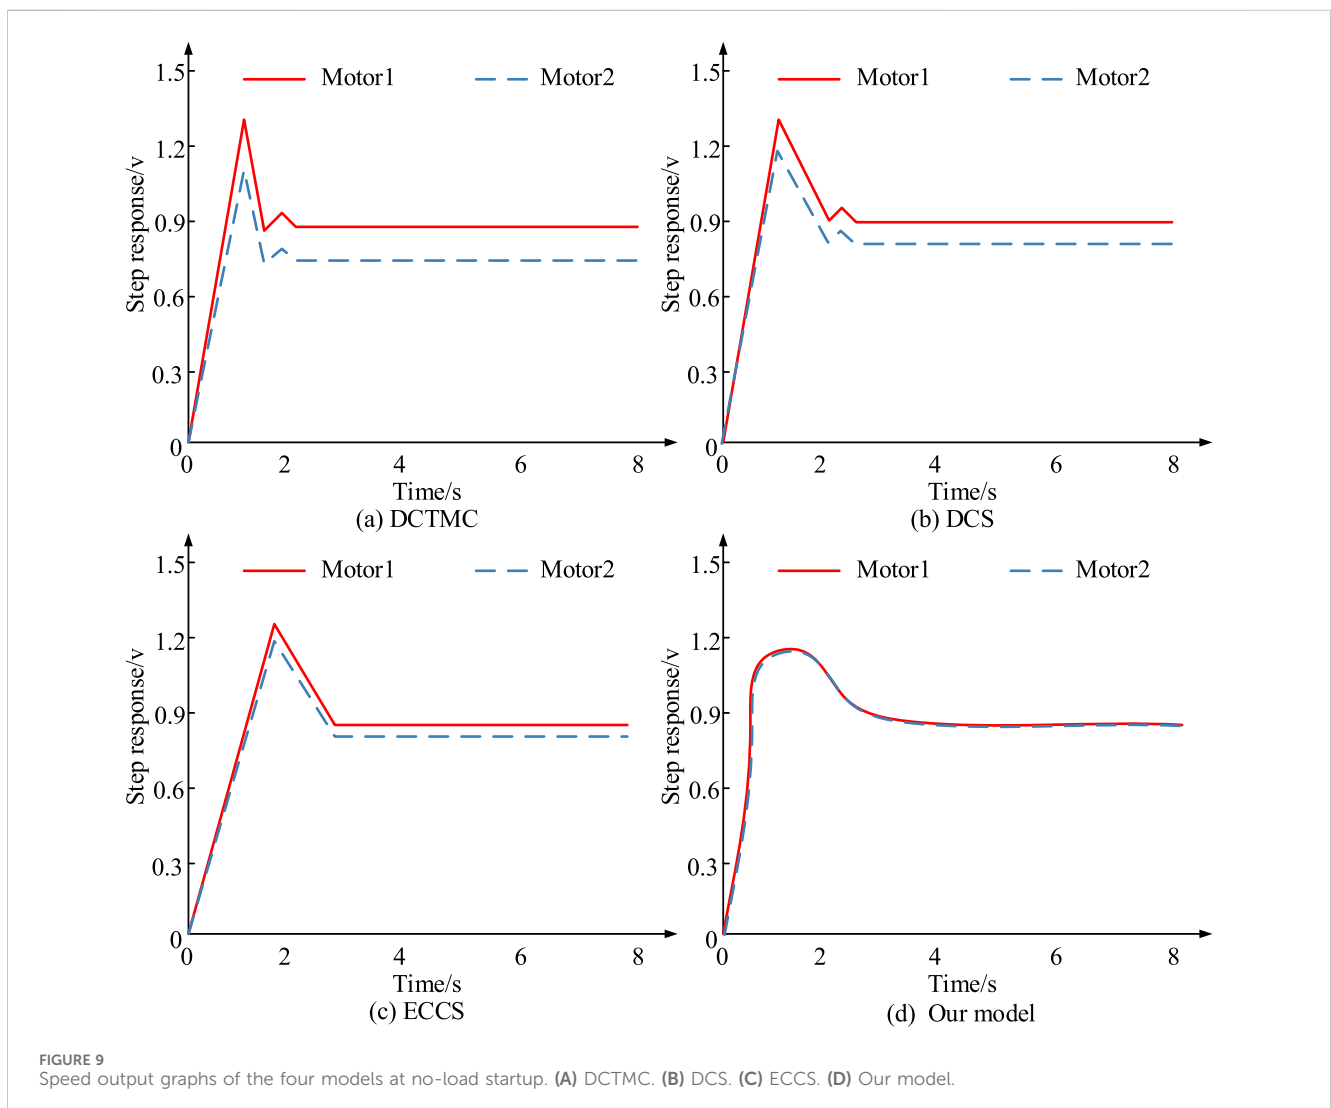 Motor1 Motor2
1.5
1.2
0.9
0.6
0.3
0
Step response/v
0 2 4 6 8
Time/s
(a) DCTMC
Motor1 Motor2
1.5
1.2
0.9
0.6
0.3
0
Step response/v
0 2 4 6 8
Time/s
(b) DCS
Motor1 Motor2
1.5
1.2
0.9
0.6
0.3
0
Step response/v
0 2 4 6 8
Time/s
(c) ECCS
Motor1 Motor2
1.5
1.2
0.9
0.6
0.3
0
Step response/v
0 2 4 6 8
Time/s
(d) Our model
FIGURE 9
Speed output graphs of the four models at no-load startup. (A) DCTMC. (B) DCS. (C) ECCS. (D) Our model.